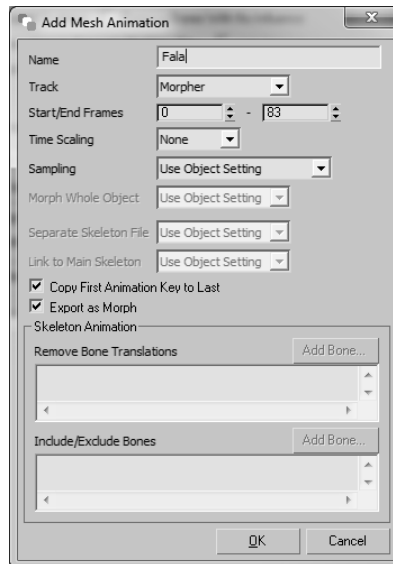 Add Mesh Animation
Name Fala
Track Morpher
Start/End Frames 0 - 83
Time Scaling None
Sampling Use Object Setting
Morph Whole Object Use Object Setting
Separate Skeleton File Use Object Setting
Link to Main Skeleton Use Object Setting
Copy First Animation Key to Last
Export as Morph
Skeleton Animation
Remove Bone Translations Add Bone...
Include/Exclude Bones Add Bone...
OK Cancel